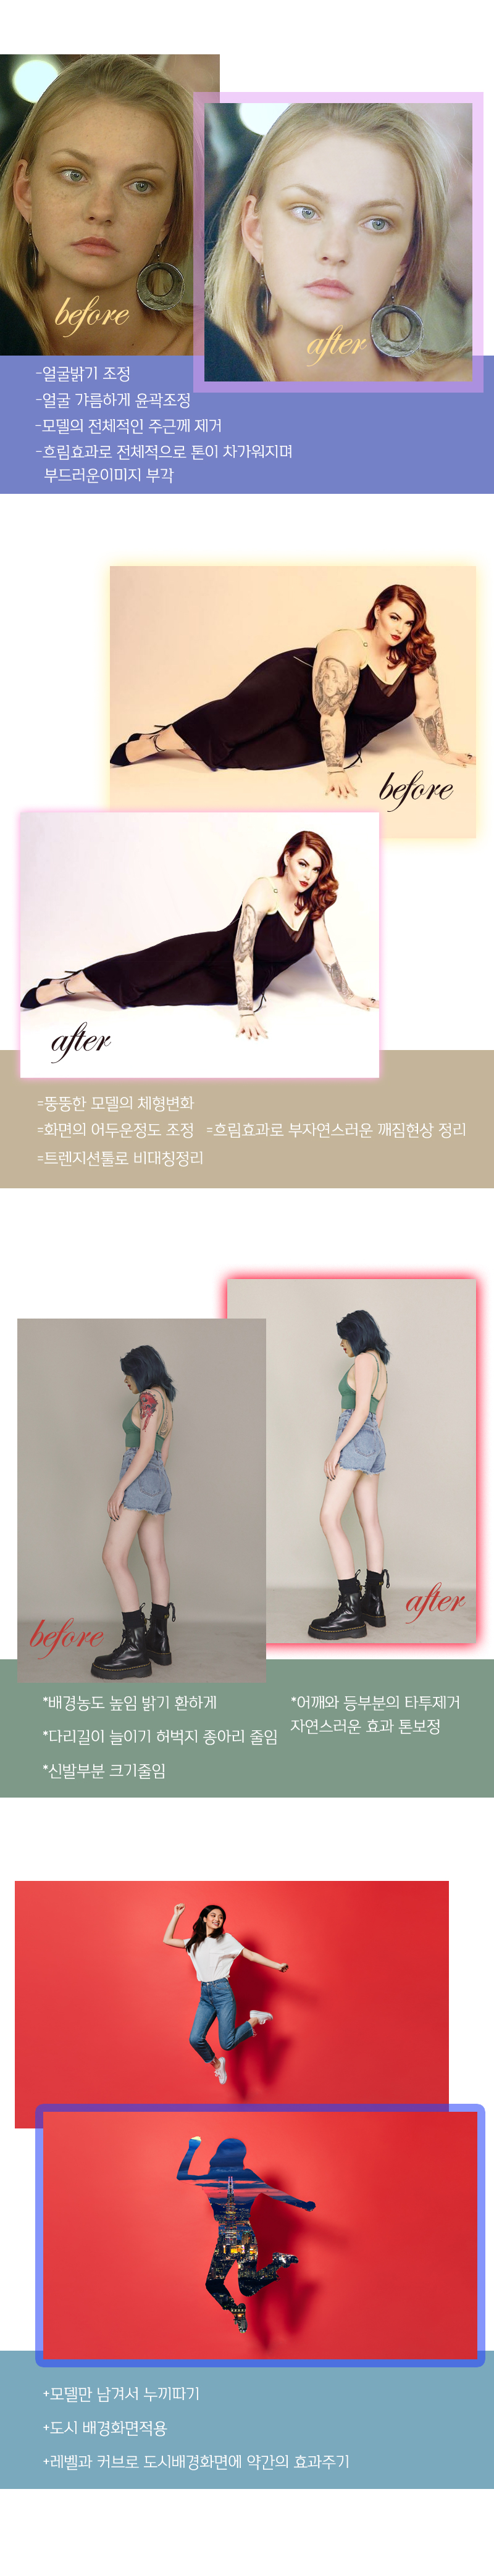 before
after
-얼굴밝기 조정
-얼굴 갸름하게 윤곽조정
-모델의 전체적인 주근께 제거
-흐림효과로 전체적으로 톤이 차가워지며
부드러운이미지 부각
before
after
=뚱뚱한 모델의 체형변화
=화면의 어두운정도 조정 =흐림효과로 부자연스러운 깨짐현상 정리
=트렌지션툴로 비대칭정리
after
before
*배경농도 높임 밝기 환하게
*다리길이 늘이기 허벅지 종아리 줄임
*신발부분 크기줄임
*어깨와 등부분의 타투제거
자연스러운 효과 톤보정
+모델만 남겨서 누끼따기
+도시 배경화면적용
+레벨과 커브로 도시배경화면에 약간의 효과주기